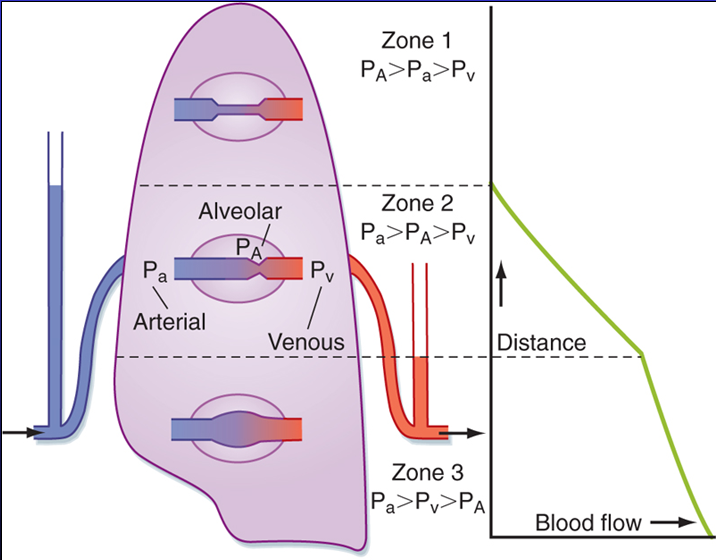 Zone 1
PA>Pa>Pv
Zone 2
Pa>PA>Pv
Alveolar
PA
Pa
Pv
Arterial
Venous
Distance
Zone 3
Pa>Pv>PA
Blood flow